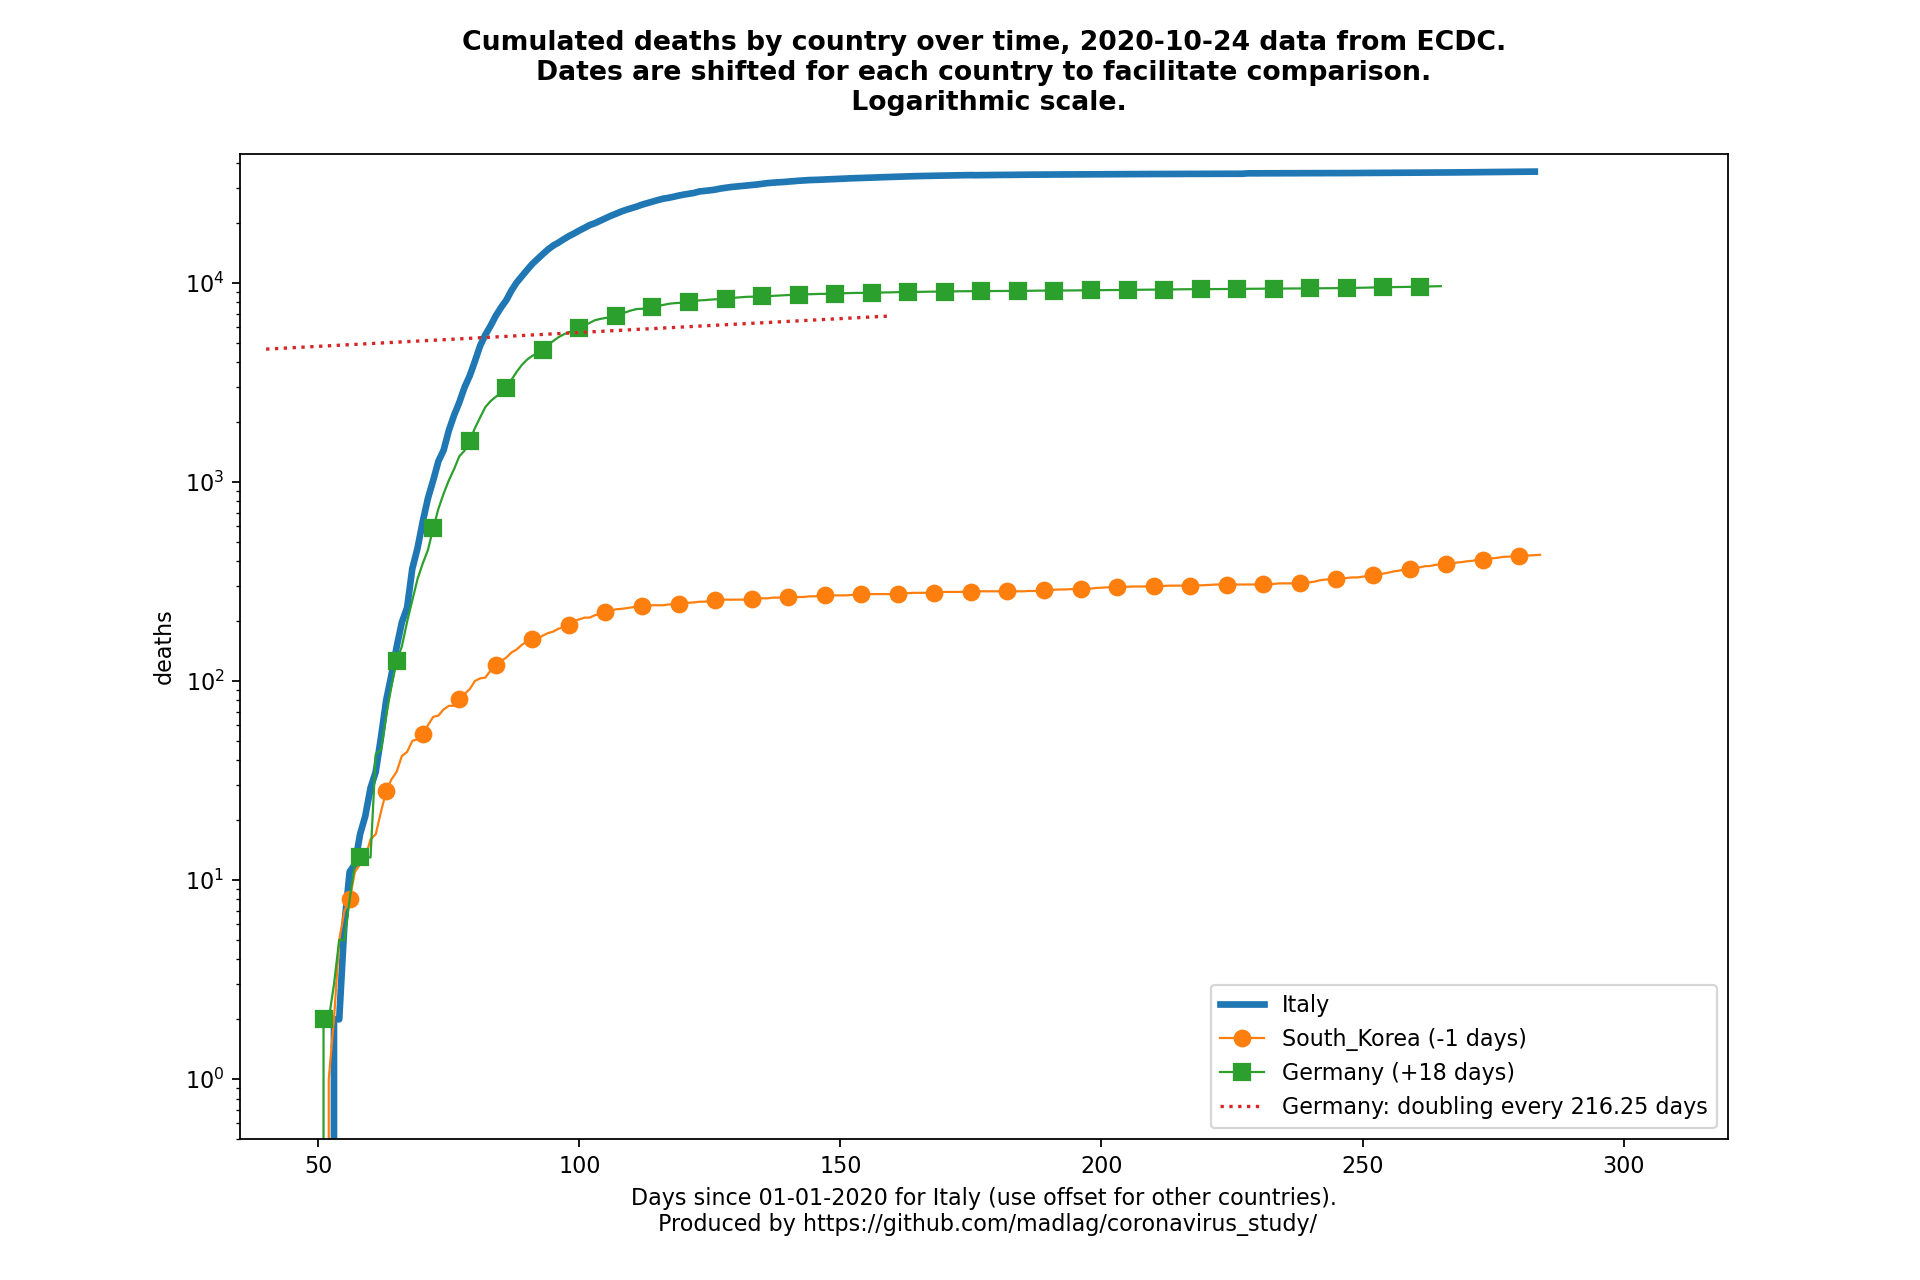 Cumulated deaths by country over time, 2020-10-24 data from ECDC.
Dates are shifted for each country to facilitate comparison.
Logarithmic scale.
deaths
10^4
10^3
10^2
10^1
10^0
50 100 150 200 250 300
Italy
South_Korea (-1 days)
Germany (+18 days)
Germany: doubling every 216.25 days
Days since 01-01-2020 for Italy (use offset for other countries).
Produced by https://github.com/madlag/coronavirus_study/